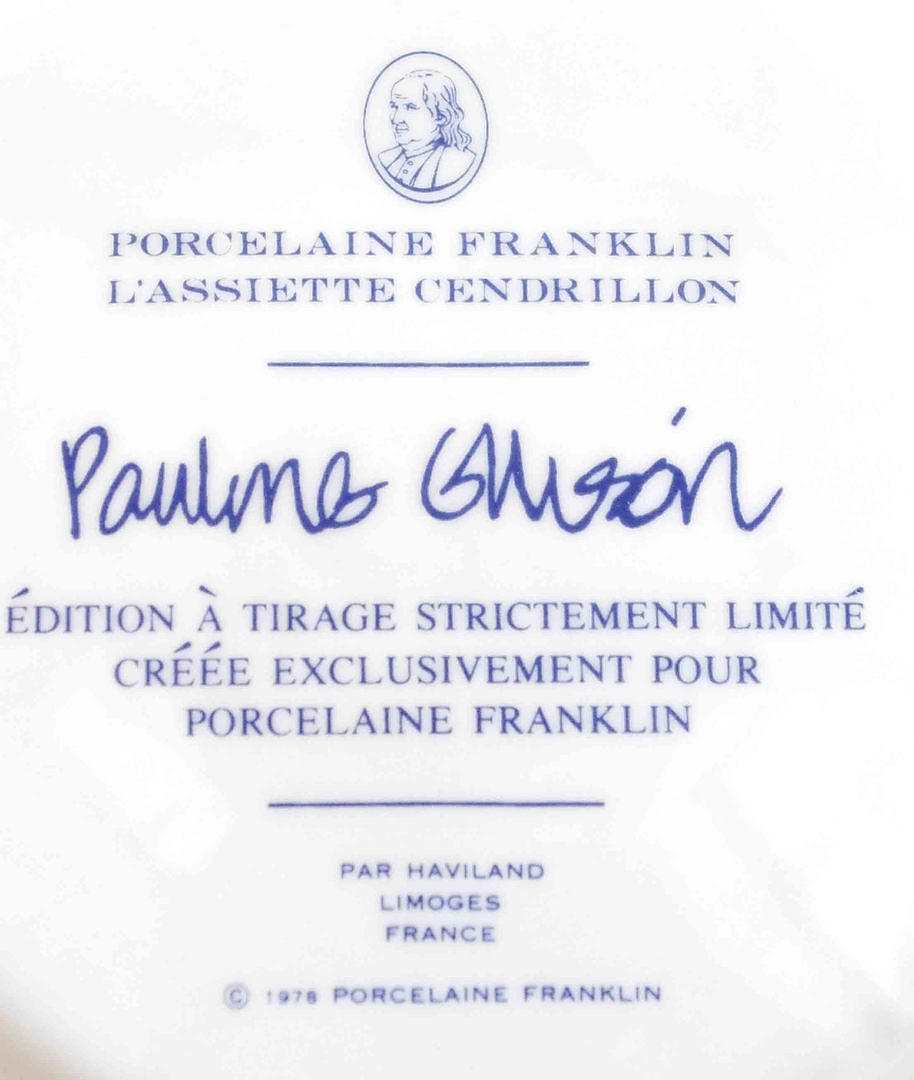 PORCELAINE FRANKLIN
L'ASSIETTE CENDRILLON
Pauline Ellison
ÉDITION À TIRAGE STRICTEMENT LIMITÉ
CRÉÉE EXCLUSIVEMENT POUR
PORCELAINE FRANKLIN
PAR HAVILAND
LIMOGES
FRANCE
© 1978 PORCELAINE FRANKLIN